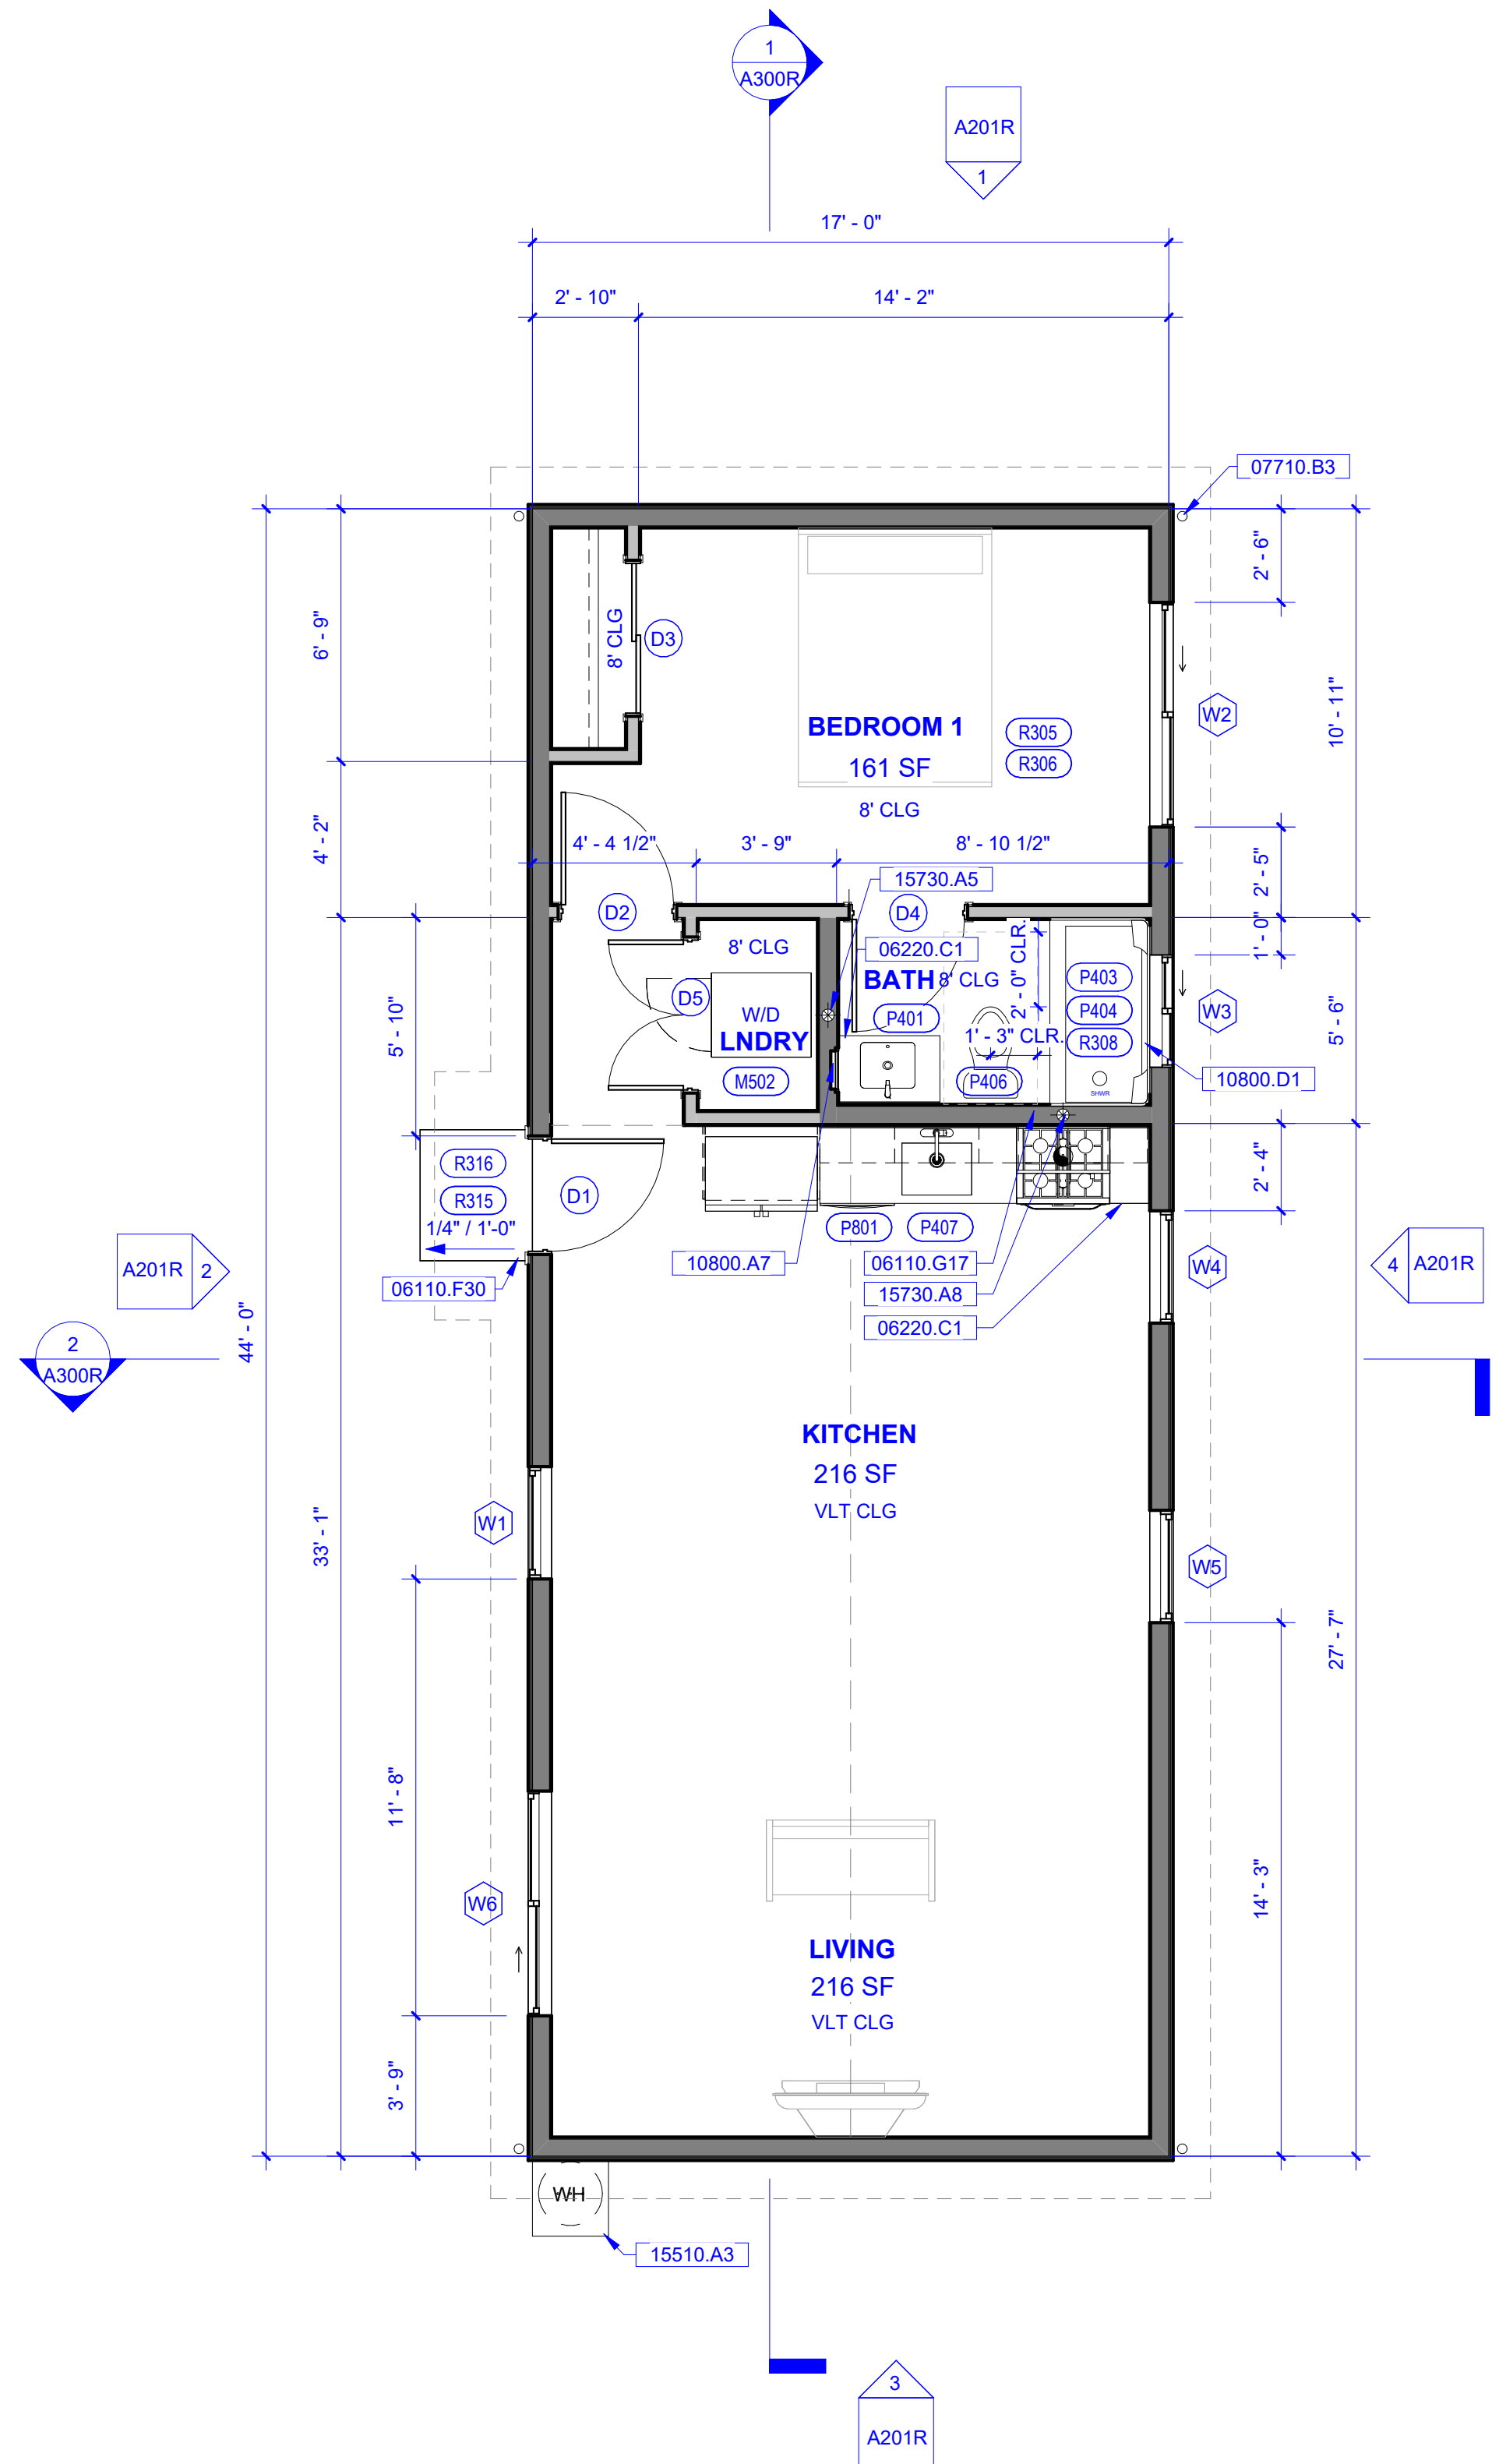 1
A300R
A201R
1
17' - 0"
2' - 10"
14' - 2"
07710.B3
2' - 6"
6' - 9"
8' CLG
D3
W2
10' - 11"
BEDROOM 1
161 SF
8' CLG
R305
R306
4' - 2"
4' - 4 1/2"
3' - 9"
8' - 10 1/2"
2' - 5"
15730.A5
D2
D4
1' - 0"
8' CLG
06220.C1
2' - 0" CLR.
BATH
8' CLG
P403
P404
R308
D5
W/D
LNDRY
P401
1' - 3" CLR.
W3
5' - 6"
5' - 10"
M502
P406
SHWR
10800.D1
R316
R315
1/4" / 1'-0"
D1
2' - 4"
P801
P407
10800.A7
06110.G17
15730.A8
06220.C1
W4
4
A201R
A201R
2
06110.F30
44' - 0"
2
A300R
KITCHEN
216 SF
VLT CLG
W1
W5
33' - 1"
27' - 7"
11' - 8"
14' - 3"
W6
LIVING
216 SF
VLT CLG
3' - 9"
WH
15510.A3
3
A201R